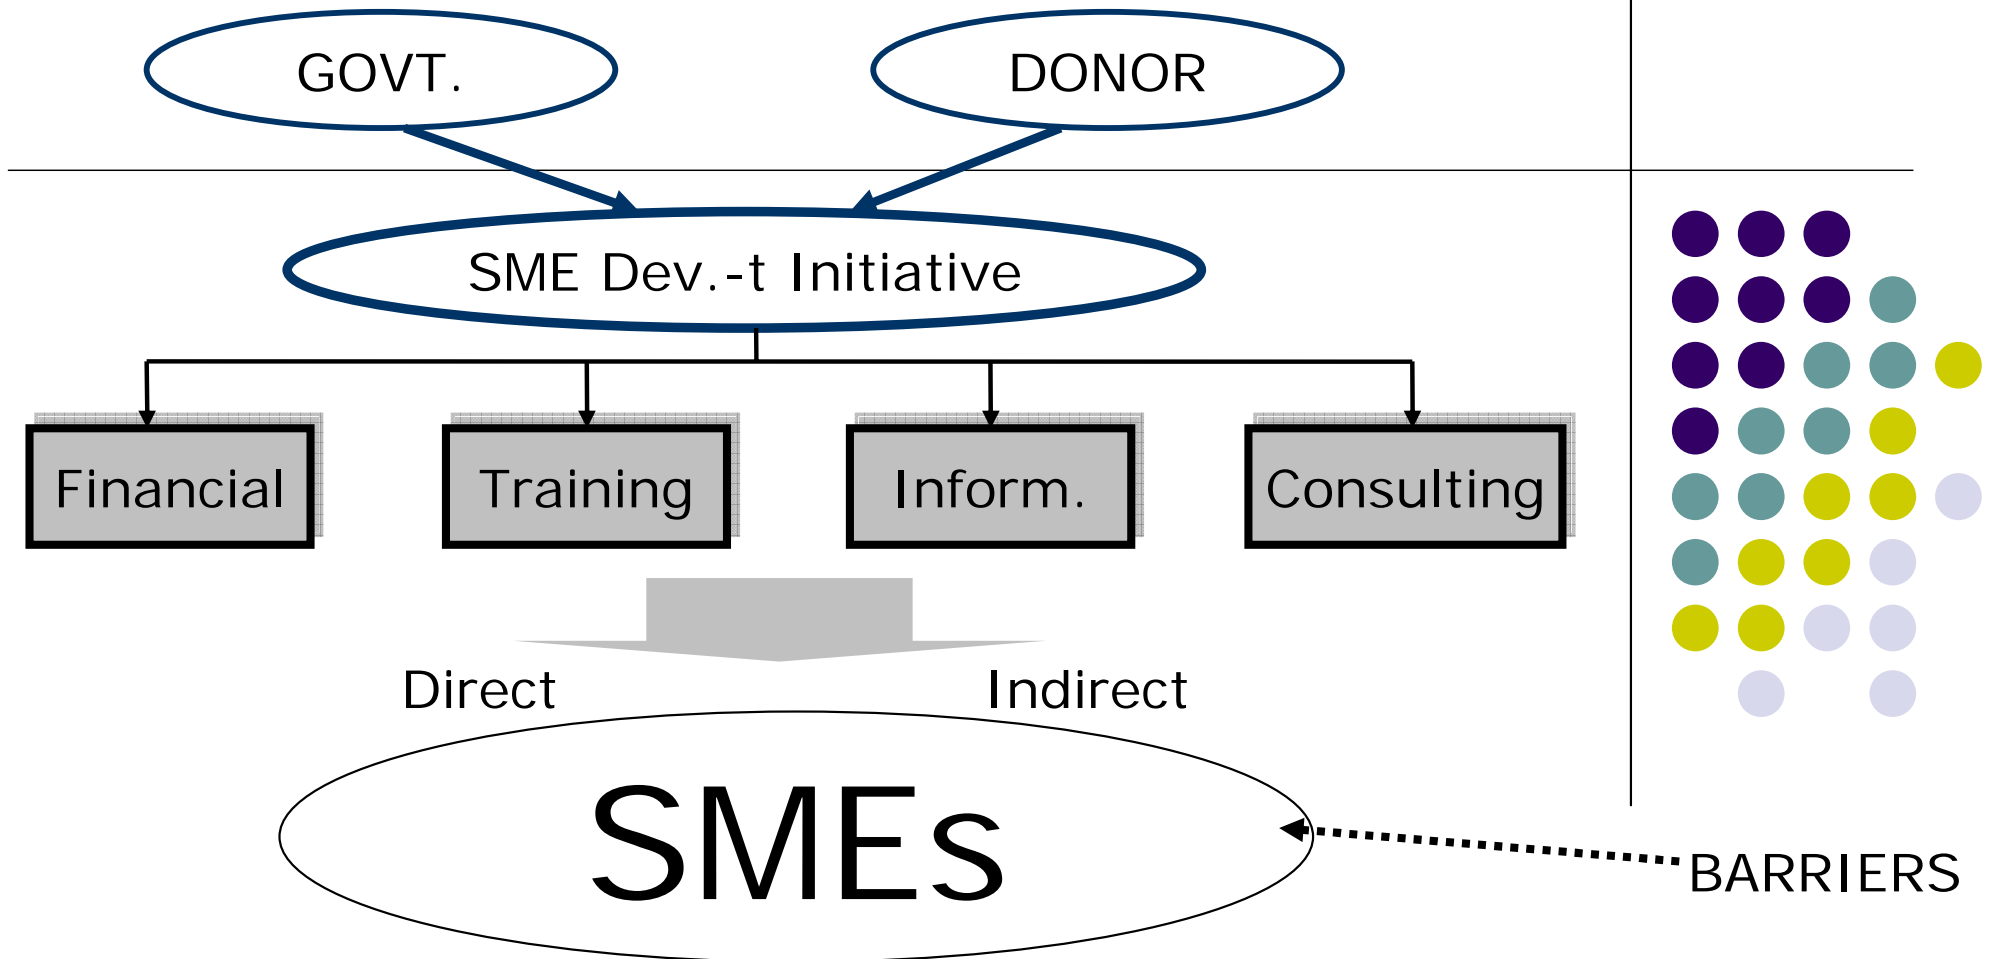 GOVT.
DONOR
SME Dev.-t Initiative
Financial
Training
Inform.
Consulting
Direct
Indirect
SMEs
BARRIERS